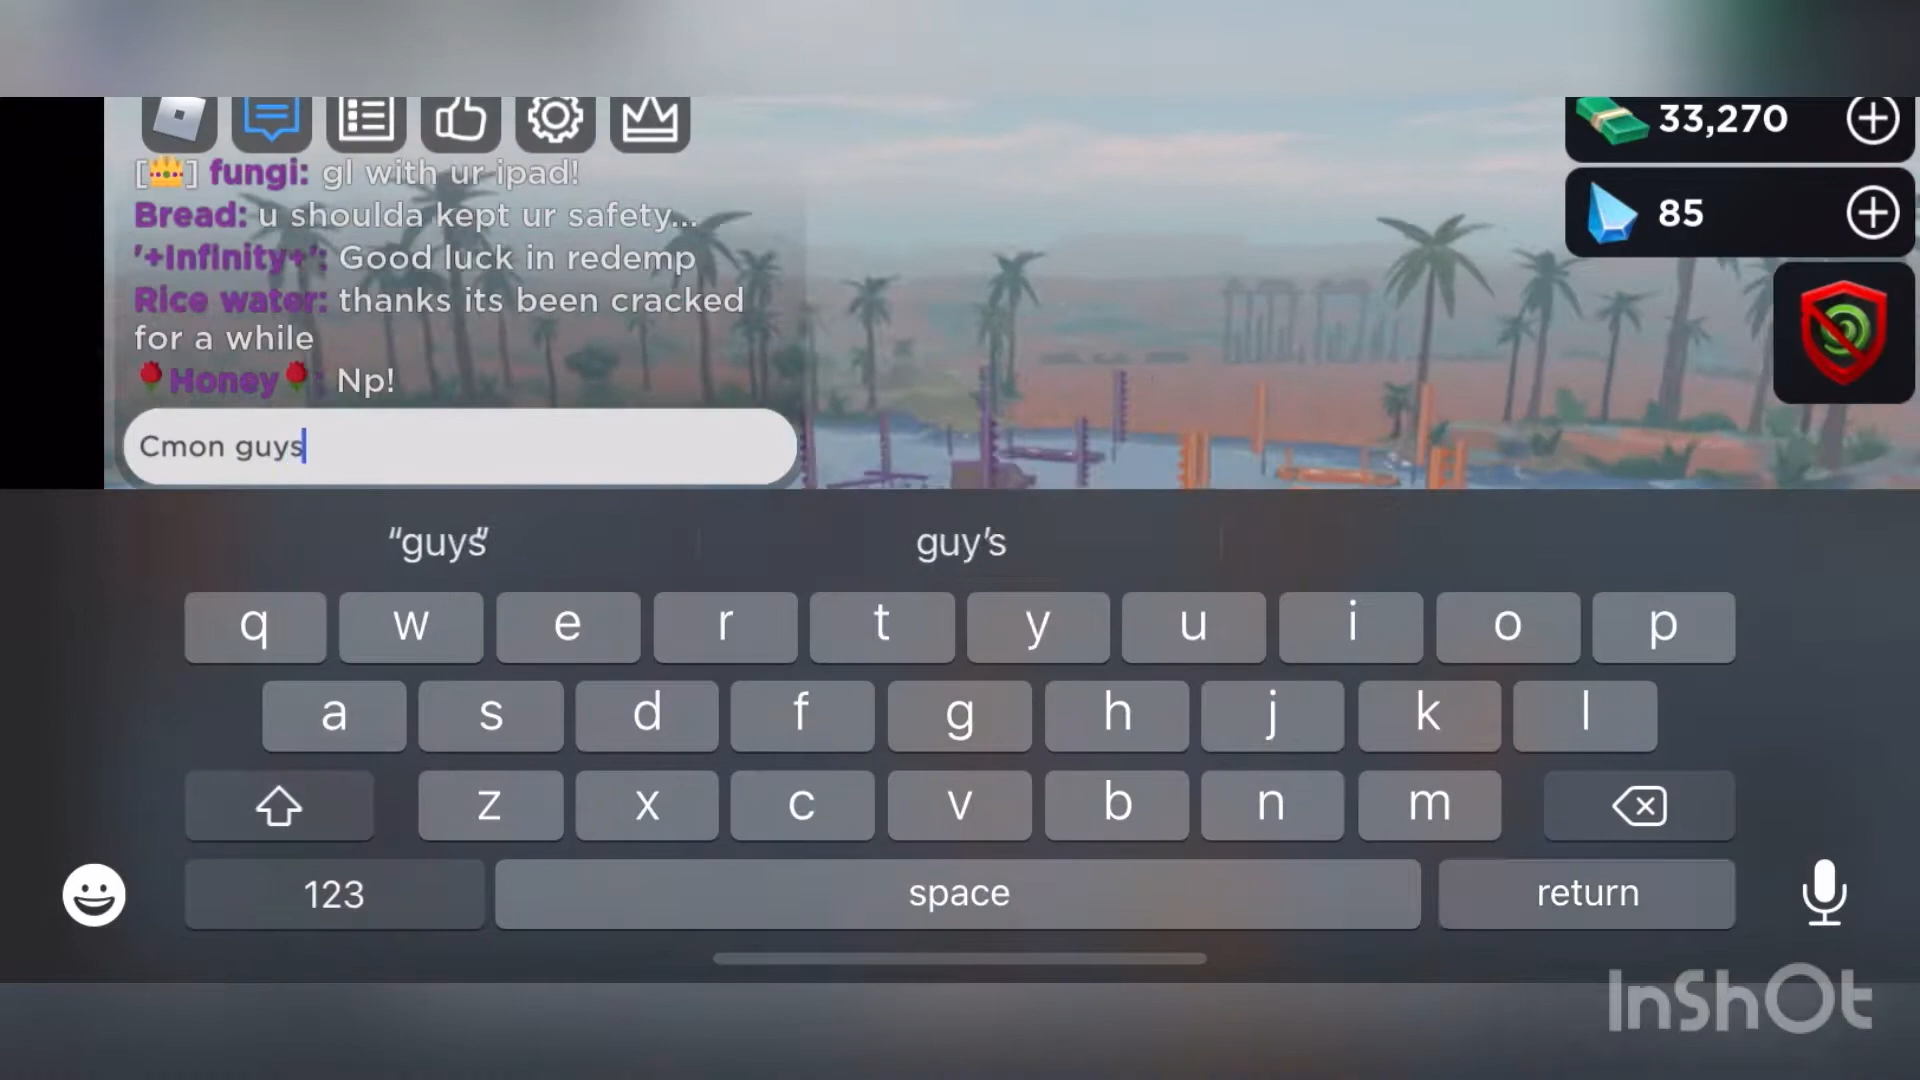 33,270
[👑] fungi: gl with ur ipad!
Bread: u shoulda kept ur safety...
85
'+Infinity+': Good luck in redemp
Rice water: thanks its been cracked
for a while
🌹Honey🌹: Np!
Cmon guys
“guys” guy’s
q w e r t y u i o p
a s d f g h j k l
z x c v b n m
123 space return
InShOt